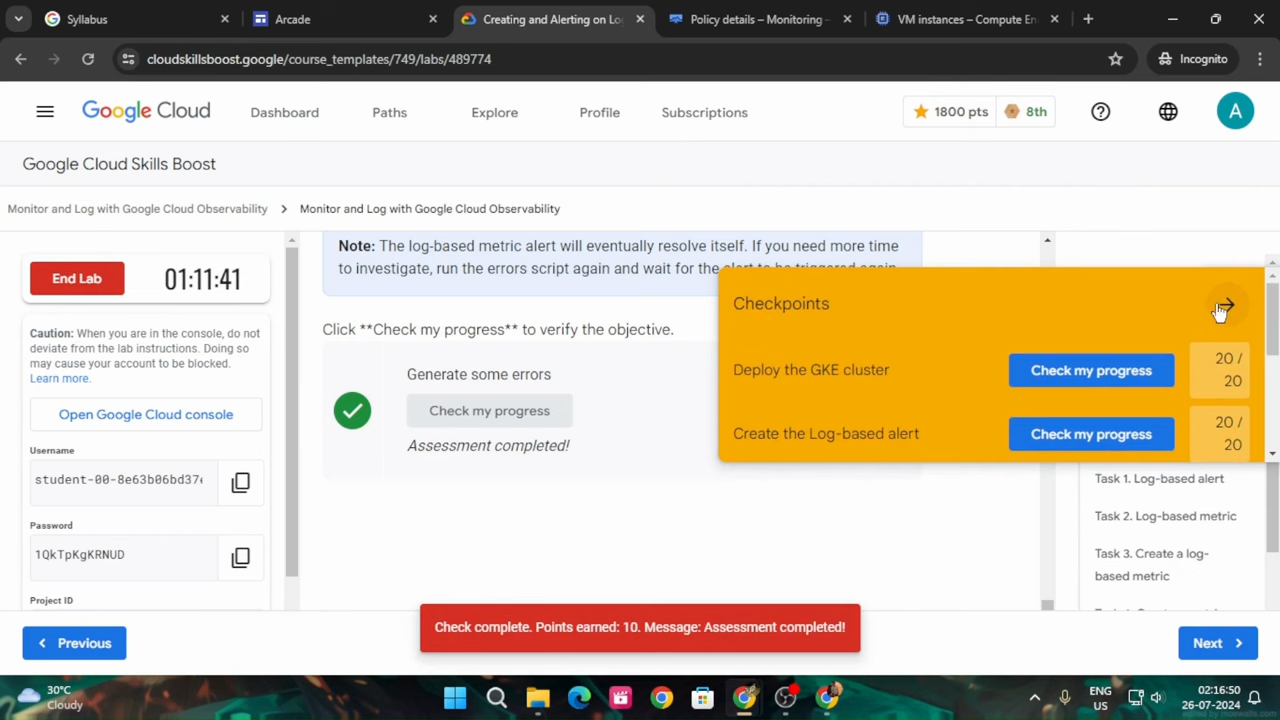 Syllabus
Arcade
Creating and Alerting on Lo
Policy details – Monitoring –
VM instances – Compute En
cloudskillsboost.google/course_templates/749/labs/489774
Incognito
Google Cloud
Dashboard
Paths
Explore
Profile
Subscriptions
1800 pts
8th
A
Google Cloud Skills Boost
Monitor and Log with Google Cloud Observability
Monitor and Log with Google Cloud Observability
End Lab
01:11:41
Caution: When you are in the console, do not
deviate from the lab instructions. Doing so
may cause your account to be blocked.
Learn more.
Open Google Cloud console
Username
student-00-8e63b06bd37
Password
1QkTpKgKRNUD
Project ID
Note: The log-based metric alert will eventually resolve itself. If you need more time
to investigate, run the errors script again and wait for the alert to be triggered again
Click **Check my progress** to verify the objective.
Generate some errors
Check my progress
Assessment completed!
Checkpoints
Deploy the GKE cluster
Check my progress
20 /
20
Create the Log-based alert
Check my progress
20 /
20
Task 1. Log-based alert
Task 2. Log-based metric
Task 3. Create a log-
based metric
Check complete. Points earned: 10. Message: Assessment completed!
Previous
Next
30°C
Cloudy
ENG
US
02:16:50
26-07-2024